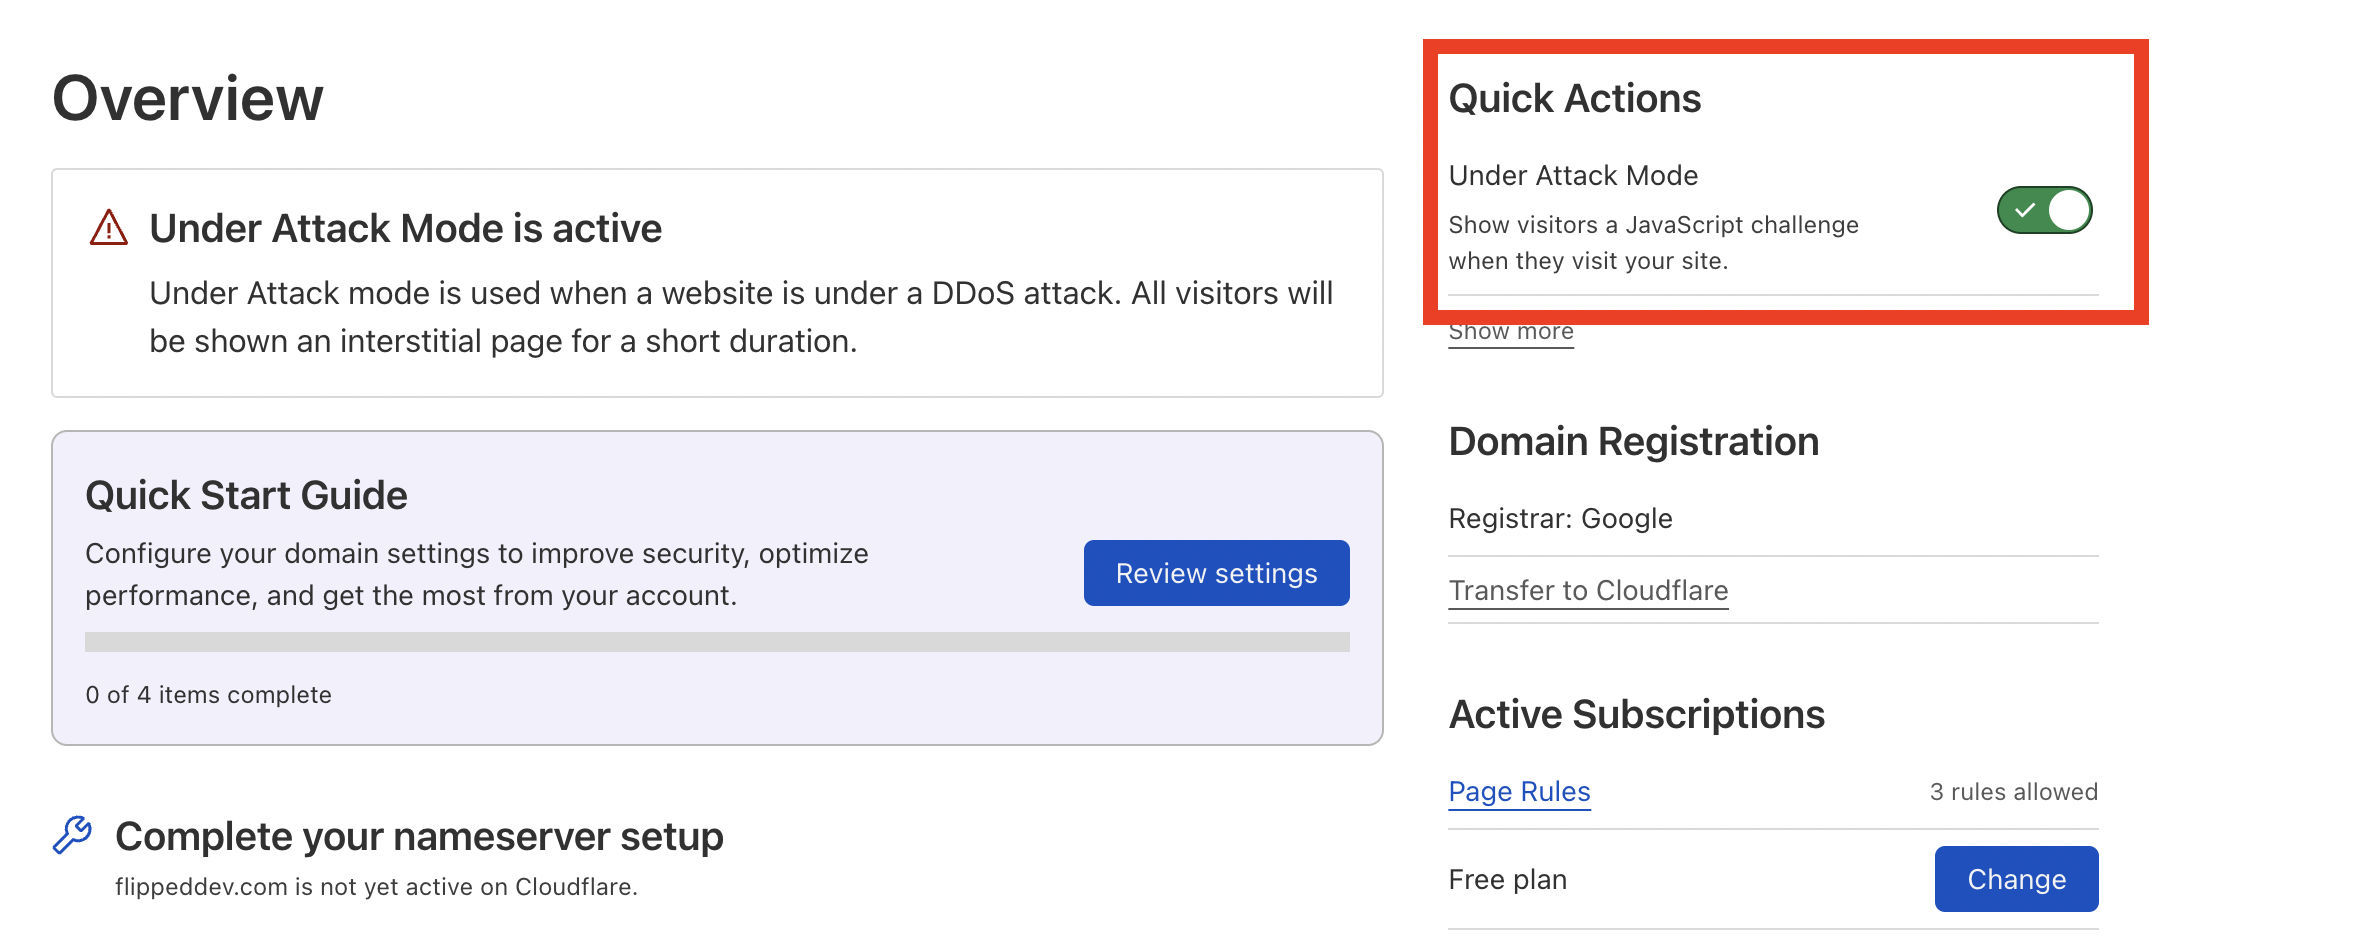 Overview
Under Attack Mode is active
Under Attack mode is used when a website is under a DDoS attack. All visitors will
be shown an interstitial page for a short duration.
Quick Start Guide
Configure your domain settings to improve security, optimize
performance, and get the most from your account.
Review settings
0 of 4 items complete
Complete your nameserver setup
flippeddev.com is not yet active on Cloudflare.
Quick Actions
Under Attack Mode
Show visitors a JavaScript challenge
when they visit your site.
Show more
Domain Registration
Registrar: Google
Transfer to Cloudflare
Active Subscriptions
Page Rules
3 rules allowed
Free plan
Change